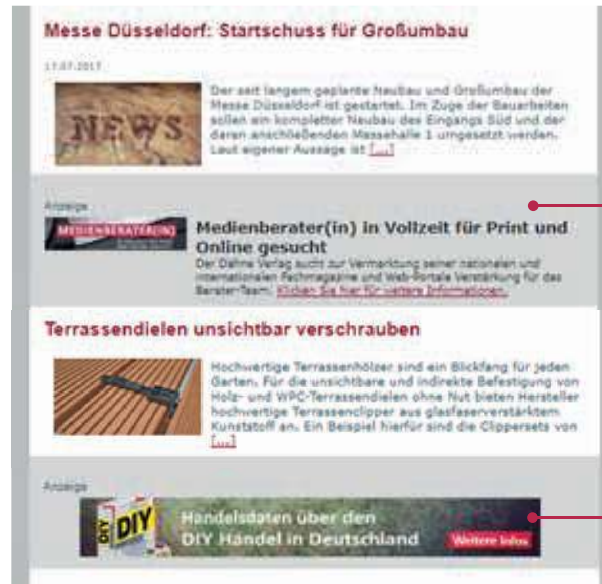 Messe Düsseldorf: Startschuss für Großumbau
17.07.2017
NEWS
Der seit langem geplante Neubau und Großumbau der
Messe Düsseldorf ist gestartet. Im Zuge der Bauarbeiten
sollen ein kompletter Neubau des Eingangs Süd und der
daran anschließenden Messehalle 1 umgesetzt werden.
Laut eigener Aussage ist [...]
Anzeige
MEDIENBERATER(IN)
Medienberater(in) in Vollzeit für Print und
Online gesucht
Der Dähne Verlag sucht zur Vermarktung seiner nationalen und
internationalen Fachmagazine und Web-Portale Verstärkung für das
Berater-Team. Klicken Sie hier für weitere Informationen.
Terrassendielen unsichtbar verschrauben
Hochwertige Terrassenhölzer sind ein Blickfang für jeden
Garten. Für die unsichtbare und indirekte Befestigung von
Holz- und WPC-Terrassendielen ohne Nut bieten Hersteller
hochwertige Terrassenclipper aus glasfaserverstärktem
Kunststoff an. Ein Beispiel hierfür sind die Clippersets von
[...]
Anzeige
DIY
DIY
Handelsdaten über den
DIY Handel in Deutschland
Weitere Infos